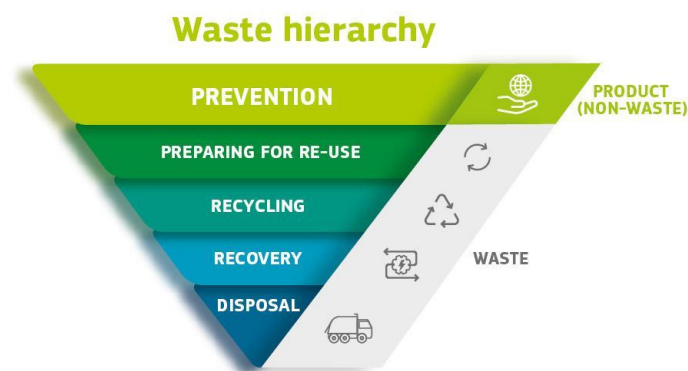 Waste hierarchy
PREVENTION
PRODUCT
(NON-WASTE)
PREPARING FOR RE-USE
RECYCLING
RECOVERY
WASTE
DISPOSAL